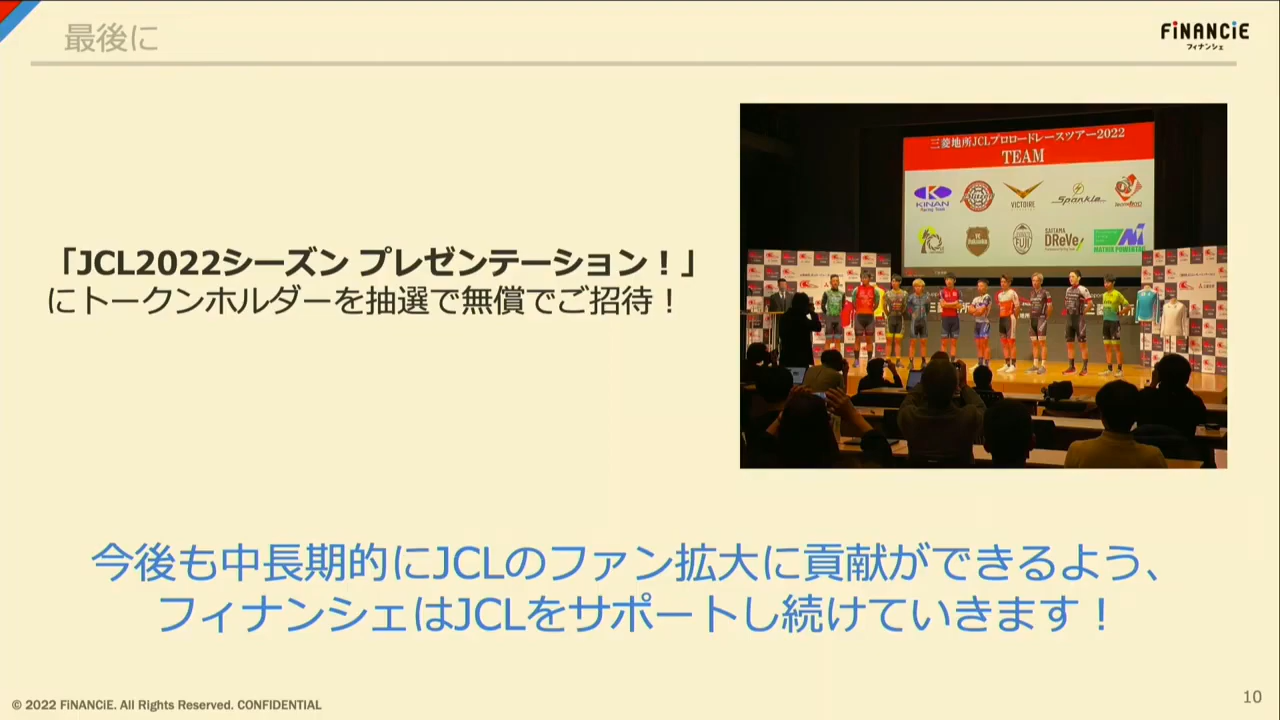 最後に
FiNANCiE
フィナンシェ
三菱地所JCLプロロードレースツアー2022
TEAM
KINAN
Racing Team
VICTOIRE
Sparkle
FUJI
SAITAMA
DReVe
MATRIX POWERTAG
「JCL2022シーズン プレゼンテーション！」
にトークンホルダーを抽選で無償でご招待！
今後も中長期的にJCLのファン拡大に貢献ができるよう、
フィナンシェはJCLをサポートし続けていきます！
© 2022 FiNANCiE. All Rights Reserved. CONFIDENTIAL
10